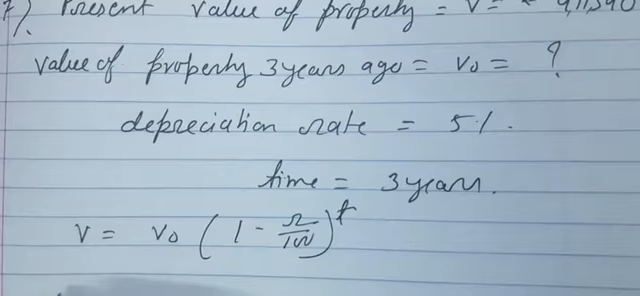 7). Present value of property = V =
value of property 3 years ago = V₀ = ?
depreciation rate = 5%.
time = 3 years.
V = V₀ (1 - r/100)^t